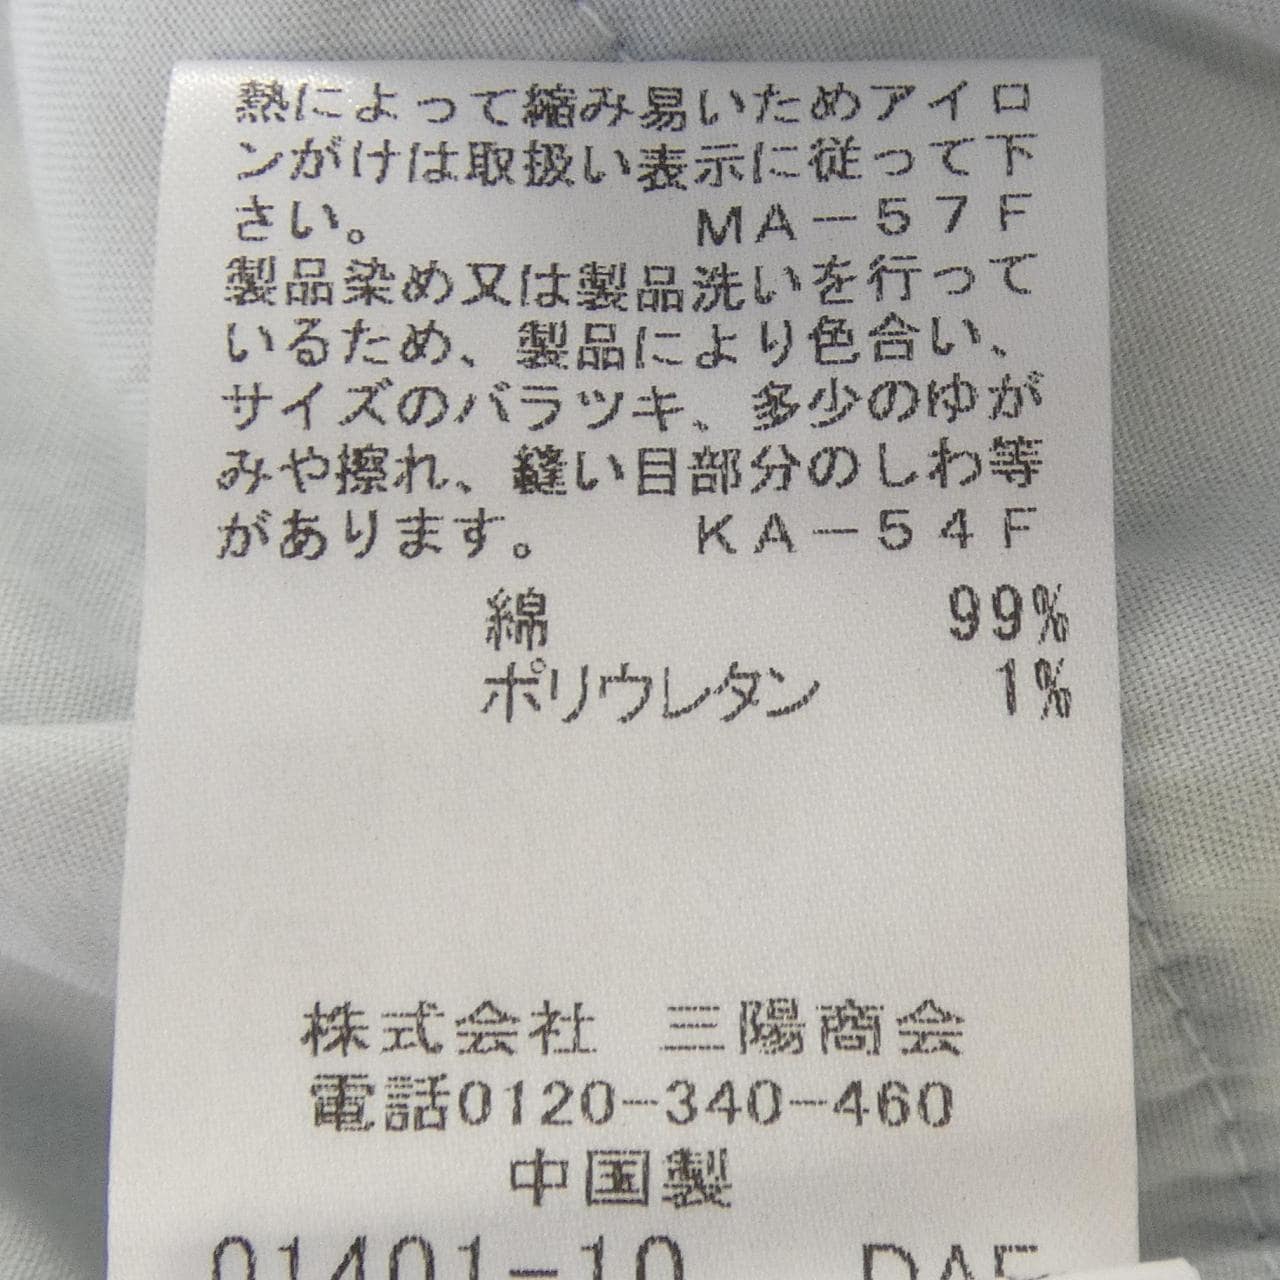 熱によって縮み易いためアイロ
ンがけは取扱い表示に従って下
さい。 MA-57F
製品染め又は製品洗いを行って
いるため、製品により色合い、
サイズのバラツキ、多少のゆが
みや擦れ、縫い目部分のしわ等
があります。 KA-54F
綿 99%
ポリウレタン 1%
株式会社 三陽商会
電話0120-340-460
中国製
01401-10